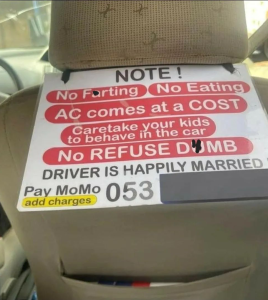 NOTE !
No Farting No Eating
AC comes at a COST
Caretake your kids
to behave in the car
No REFUSE DUMB
DRIVER IS HAPPILY MARRIED
Pay MoMo 053
add charges